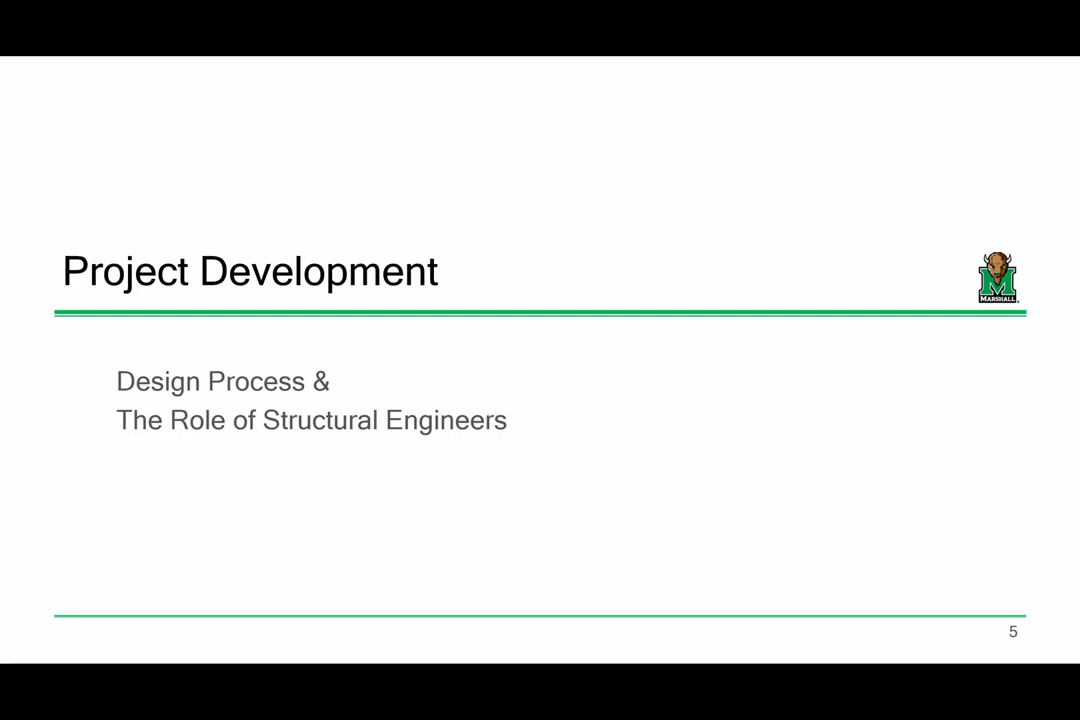 Project Development
M
MARSHALL
Design Process &
The Role of Structural Engineers
5